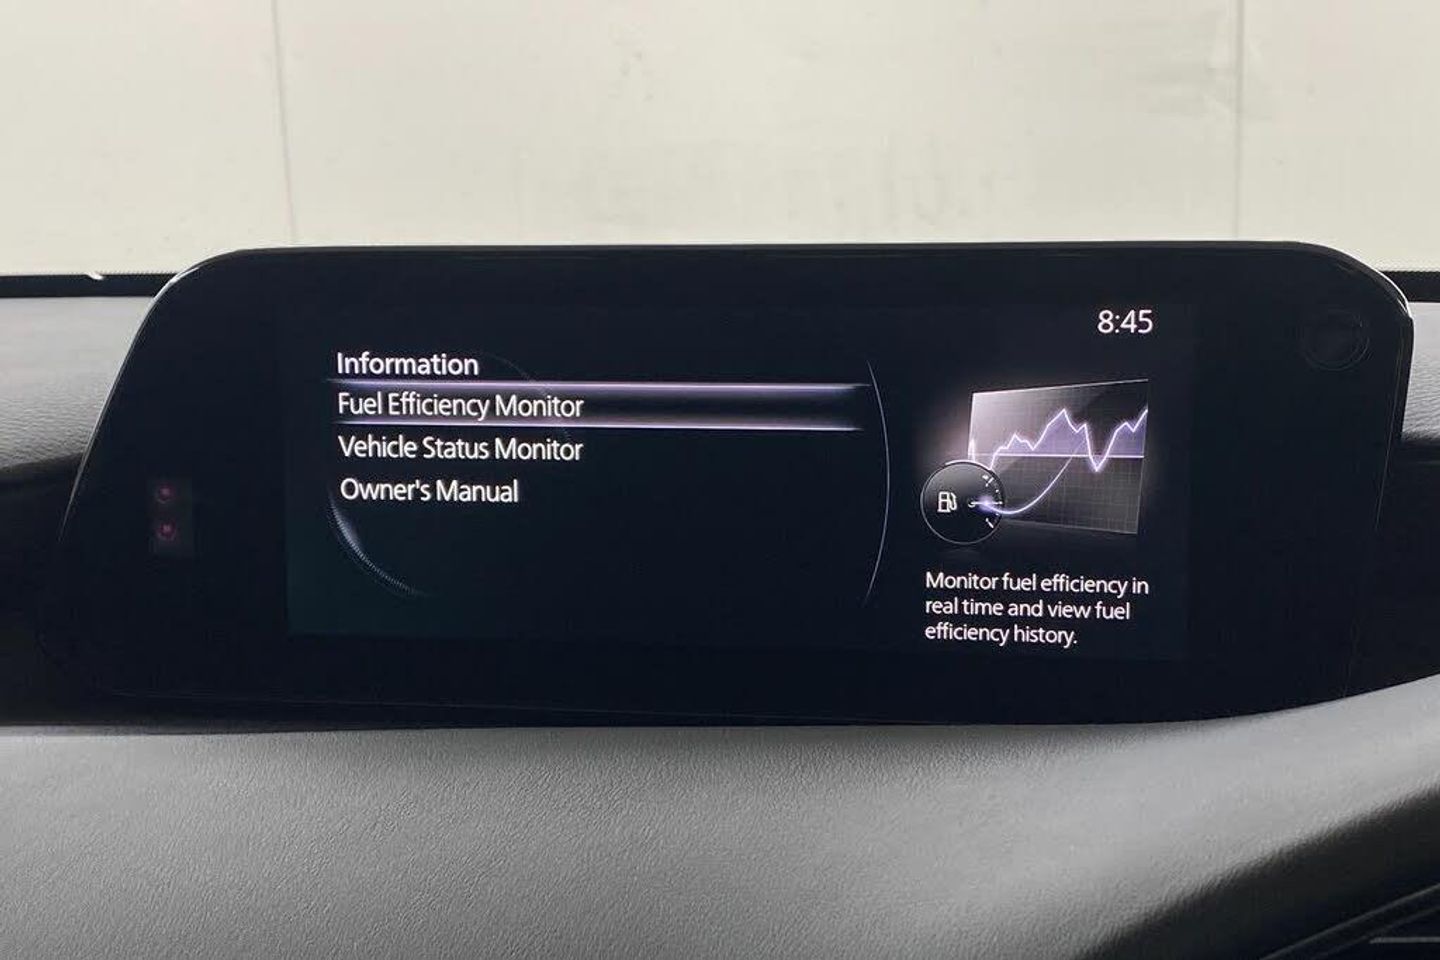 8:45
Information
Fuel Efficiency Monitor
Vehicle Status Monitor
Owner's Manual
Monitor fuel efficiency in
real time and view fuel
efficiency history.